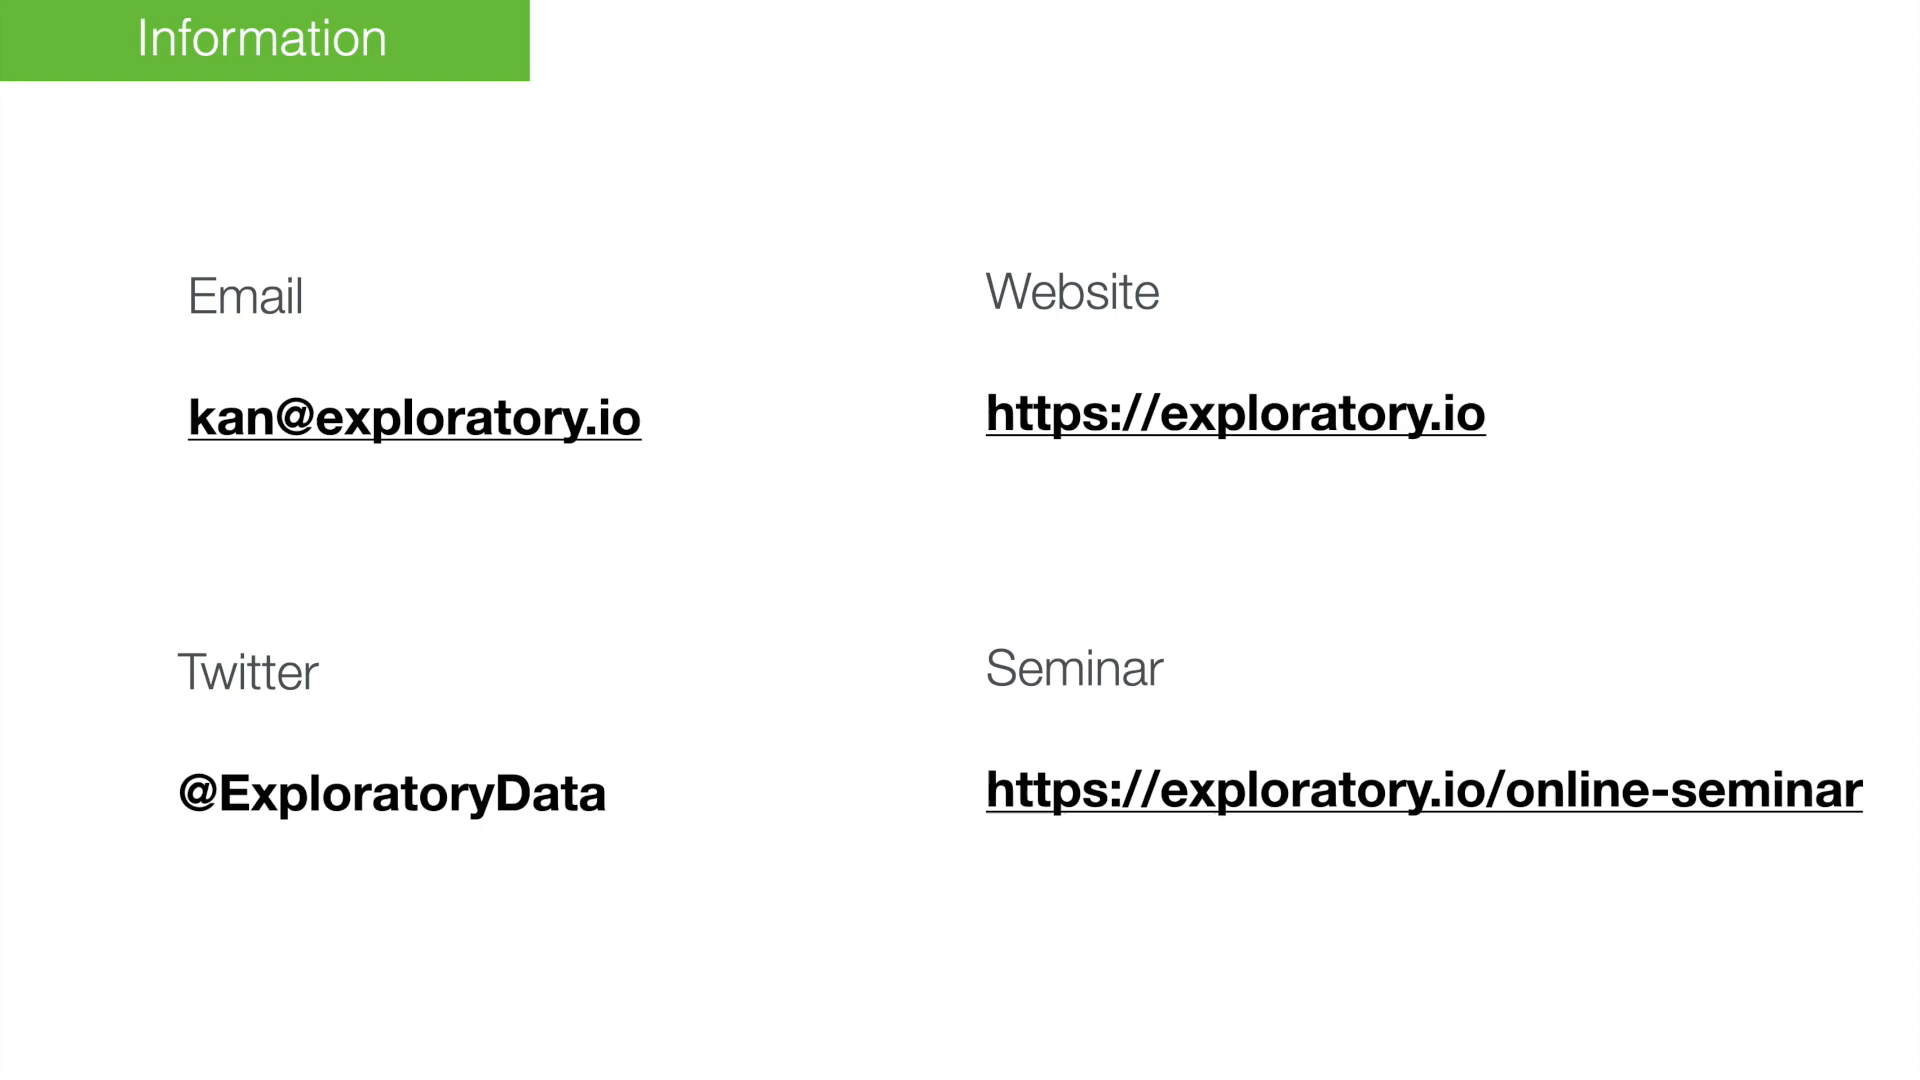 Information
Email
kan@exploratory.io
Website
https://exploratory.io
Twitter
@ExploratoryData
Seminar
https://exploratory.io/online-seminar